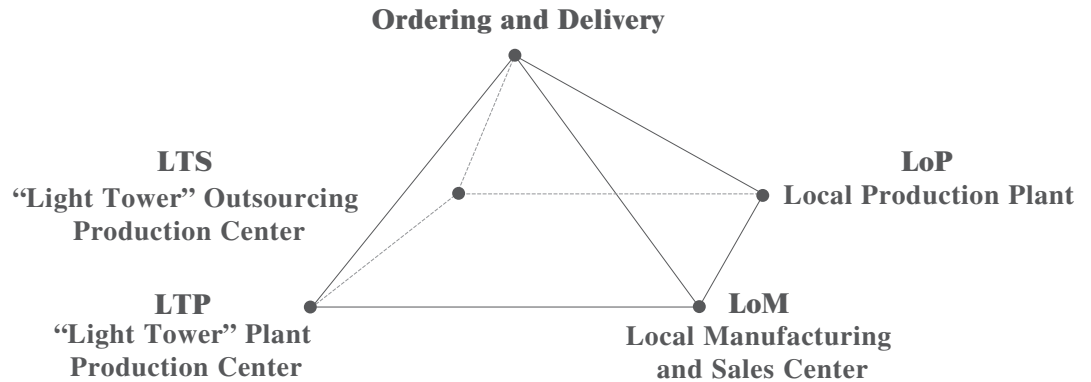 Ordering and Delivery
LTS
“Light Tower” Outsourcing
Production Center
LoP
Local Production Plant
LTP
“Light Tower” Plant
Production Center
LoM
Local Manufacturing
and Sales Center